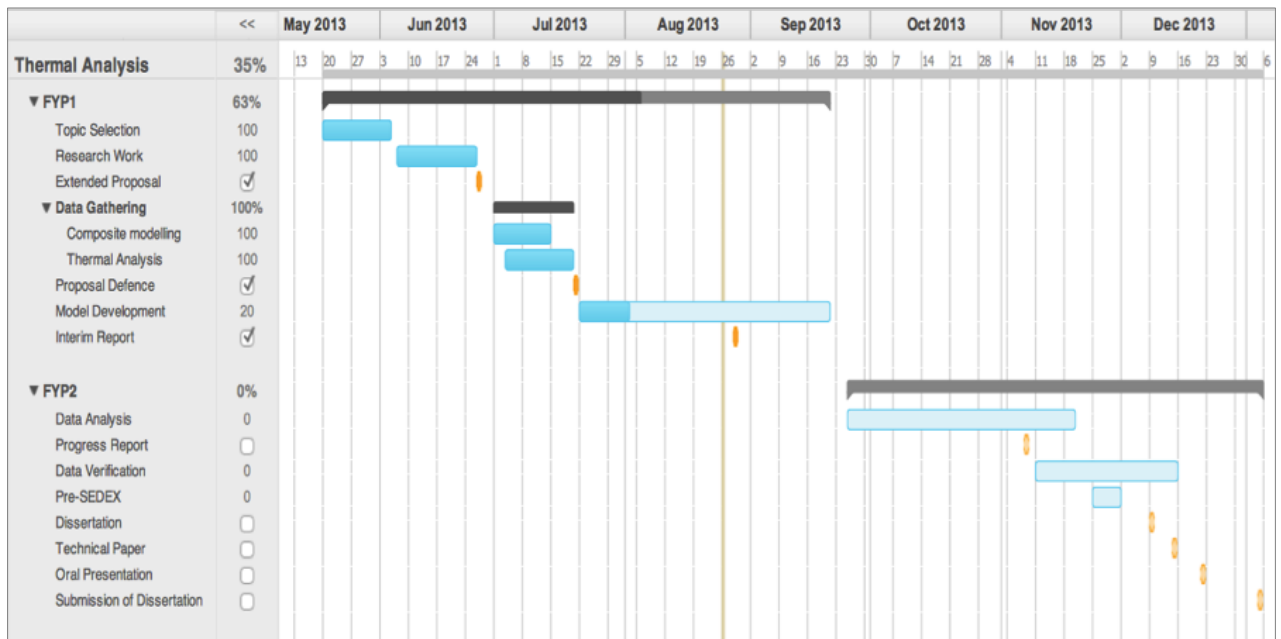 << May 2013 Jun 2013 Jul 2013 Aug 2013 Sep 2013 Oct 2013 Nov 2013 Dec 2013
Thermal Analysis 35% 13 20 27 3 10 17 24 1 8 15 22 29 5 12 19 26 2 9 16 23 30 7 14 21 28 4 11 18 25 2 9 16 23 30 6
▼ FYP1 63%
Topic Selection 100
Research Work 100
Extended Proposal
▼ Data Gathering 100%
Composite modelling 100
Thermal Analysis 100
Proposal Defence
Model Development 20
Interim Report
▼ FYP2 0%
Data Analysis 0
Progress Report
Data Verification 0
Pre-SEDEX 0
Dissertation
Technical Paper
Oral Presentation
Submission of Dissertation